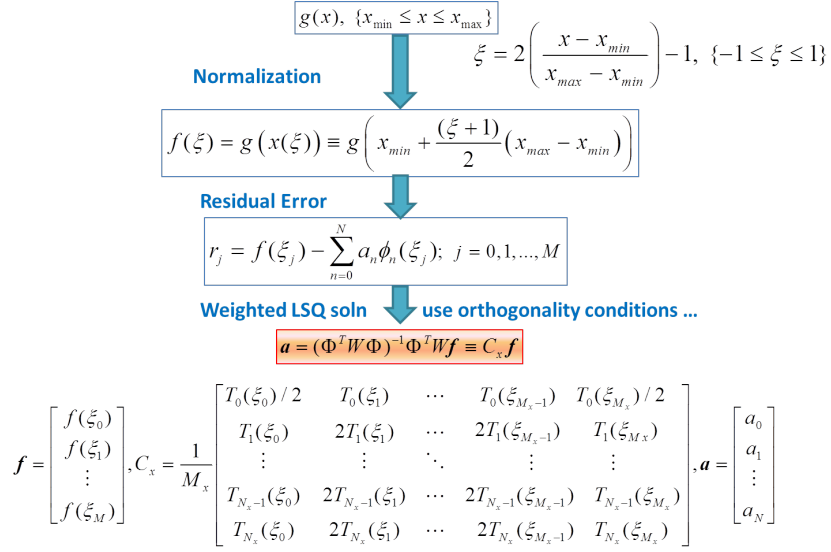 g(x), {x_min ≤ x ≤ x_max}
ξ = 2((x − x_min)/(x_max − x_min)) − 1, {−1 ≤ ξ ≤ 1}
Normalization
f(ξ) = g(x(ξ)) ≡ g(x_min + (ξ + 1)/2 (x_max − x_min))
Residual Error
r_j = f(ξ_j) − ∑_{n=0}^{N} a_n ϕ_n(ξ_j); j = 0,1,...,M
Weighted LSQ soln use orthogonality conditions ...
a = (Φ^T W Φ)^{−1} Φ^T W f ≡ C_x f
f = [f(ξ_0) f(ξ_1) ⋮ f(ξ_M)], C_x = 1/M_x [
T_0(ξ_0)/2 T_0(ξ_1) ⋯ T_0(ξ_{M_x−1}) T_0(ξ_{M_x})/2
T_1(ξ_0) 2T_1(ξ_1) ⋯ 2T_1(ξ_{M_x−1}) T_1(ξ_{Mx})
⋮ ⋮ ⋱ ⋮ ⋮
T_{N_x−1}(ξ_0) 2T_{N_x−1}(ξ_1) ⋯ 2T_{N_x−1}(ξ_{M_x−1}) T_{N_x−1}(ξ_{M_x})
T_{N_x}(ξ_0) 2T_{N_x}(ξ_1) ⋯ 2T_{N_x}(ξ_{M_x−1}) T_{N_x}(ξ_{M_x})
], a = [a_0 a_1 ⋮ a_N]